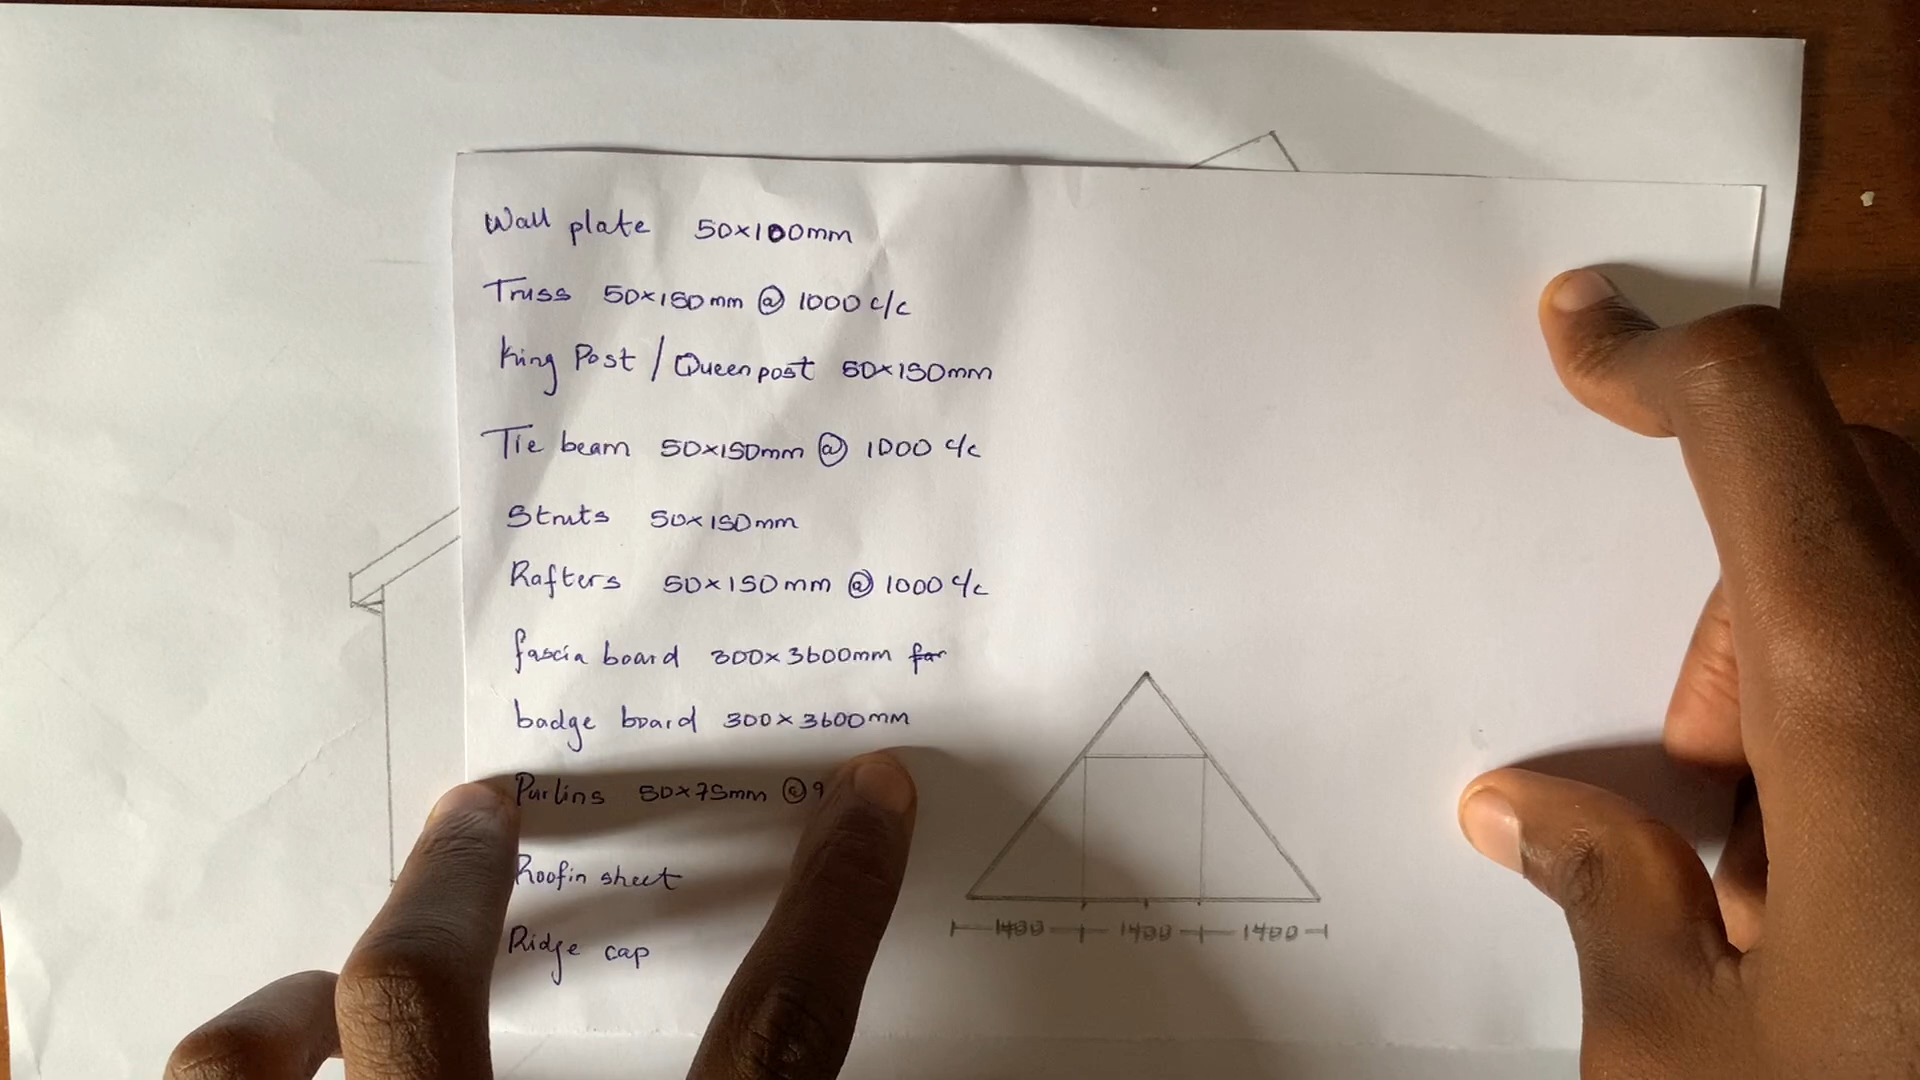 Wall plate 50x100mm
Truss 50x150mm @ 1000 c/c
King Post / Queen post 50x150mm
Tie beam 50x150mm @ 1000 c/c
Struts 50x150mm
Rafters 50x150mm @ 1000 c/c
fascia board 300x3600mm for
badge board 300x3600mm
Purlins 50x75mm @ 9
Roofin sheet
Ridge cap
1400 1400 1400